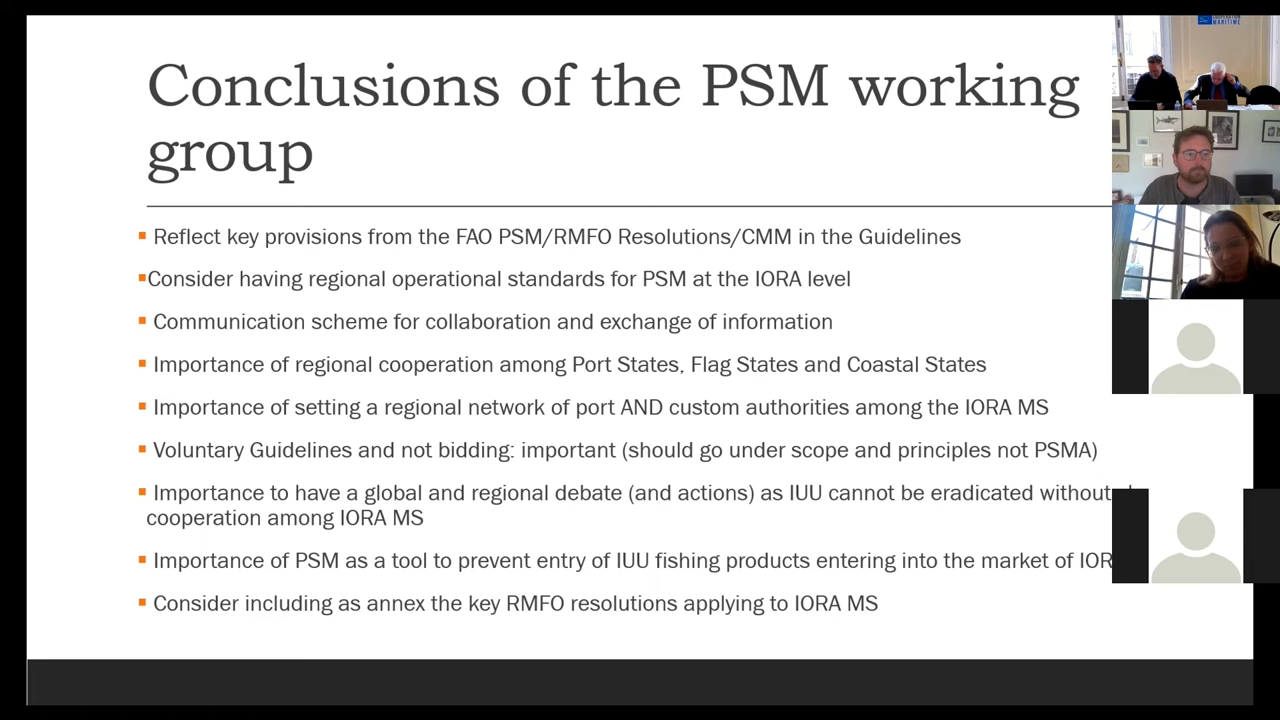 COOPERATION
MARITIME
Conclusions of the PSM working
group
▪ Reflect key provisions from the FAO PSM/RMFO Resolutions/CMM in the Guidelines
▪Consider having regional operational standards for PSM at the IORA level
▪ Communication scheme for collaboration and exchange of information
▪ Importance of regional cooperation among Port States, Flag States and Coastal States
▪ Importance of setting a regional network of port AND custom authorities among the IORA MS
▪ Voluntary Guidelines and not bidding: important (should go under scope and principles not PSMA)
▪ Importance to have a global and regional debate (and actions) as IUU cannot be eradicated without
cooperation among IORA MS
▪ Importance of PSM as a tool to prevent entry of IUU fishing products entering into the market of IOR
▪ Consider including as annex the key RMFO resolutions applying to IORA MS